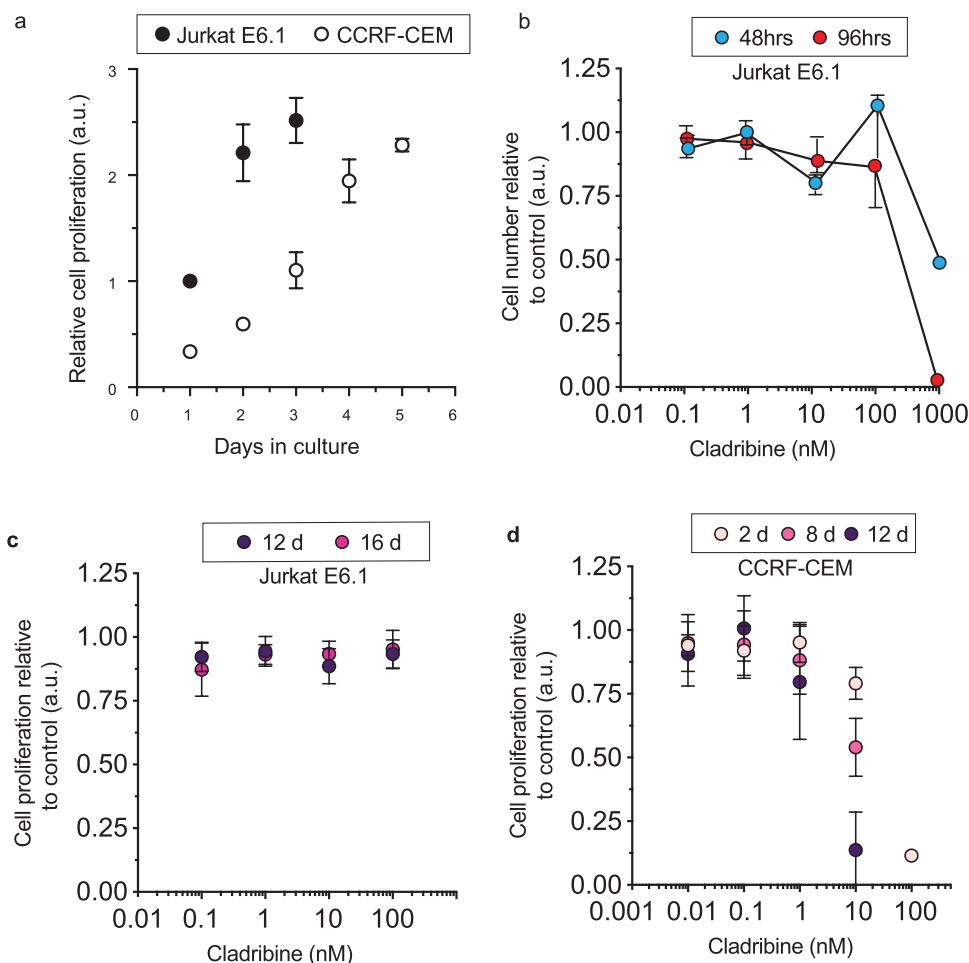 a
Jurkat E6.1 CCRF-CEM
Relative cell proliferation (a.u.)
3
2
1
0
0 1 2 3 4 5 6
Days in culture
b
48hrs 96hrs
Jurkat E6.1
Cell number relative
to control (a.u.)
1.25
1.00
0.75
0.50
0.25
0.00
0.01 0.1 1 10 100 1000
Cladribine (nM)
c
12 d 16 d
Jurkat E6.1
Cell proliferation relative
to control (a.u.)
1.25
1.00
0.75
0.50
0.25
0.00
0.01 0.1 1 10 100
Cladribine (nM)
d
2 d 8 d 12 d
CCRF-CEM
Cell proliferation relative
to control (a.u.)
1.25
1.00
0.75
0.50
0.25
0.00
0.001 0.01 0.1 1 10 100
Cladribine (nM)